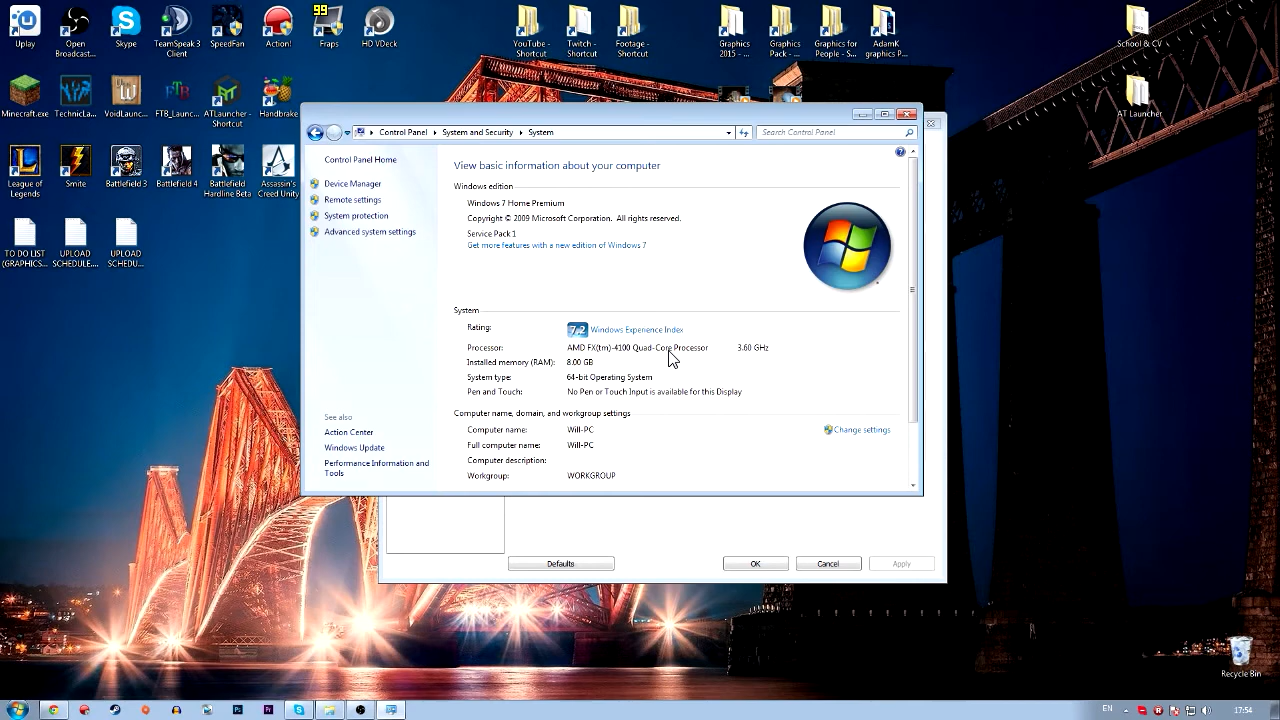 99
Uplay
Open Broadcast...
Skype
TeamSpeak 3 Client
SpeedFan
Action!
Fraps
HD VDeck
YouTube - Shortcut
Twitch - Shortcut
Footage - Shortcut
Graphics 2015 - ...
Graphics Pack - ...
Graphics for People - S...
AdamK graphics P...
School & CV
Minecraft.exe
TechnicLa...
VoidLaunc...
FTB_Launc...
ATLauncher - Shortcut
Handbrake
AT Launcher
League of Legends
Smite
Battlefield 3
Battlefield 4
Battlefield Hardline Beta
Assassin's Creed Unity
TO DO LIST (GRAPHICS...
UPLOAD SCHEDULE...
UPLOAD SCHEDU...
Control Panel
System and Security
System
Search Control Panel
Control Panel Home
Device Manager
Remote settings
System protection
Advanced system settings
See also
Action Center
Windows Update
Performance Information and
Tools
View basic information about your computer
Windows edition
Windows 7 Home Premium
Copyright © 2009 Microsoft Corporation. All rights reserved.
Service Pack 1
Get more features with a new edition of Windows 7
System
Rating: 7.2 Windows Experience Index
Processor: AMD FX(tm)-4100 Quad-Core Processor 3.60 GHz
Installed memory (RAM): 8.00 GB
System type: 64-bit Operating System
Pen and Touch: No Pen or Touch Input is available for this Display
Computer name, domain, and workgroup settings
Computer name: Will-PC
Change settings
Full computer name: Will-PC
Computer description:
Workgroup: WORKGROUP
Defaults
OK
Cancel
Apply
Recycle Bin
EN
17:54